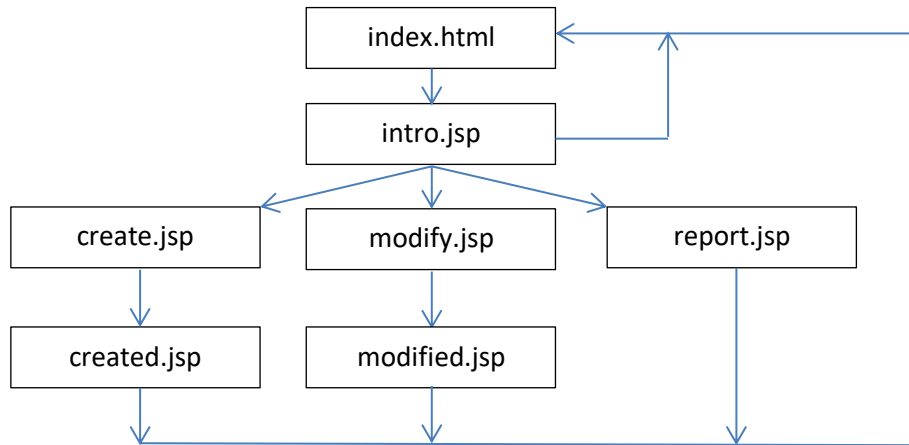 index.html
intro.jsp
create.jsp
modify.jsp
report.jsp
created.jsp
modified.jsp